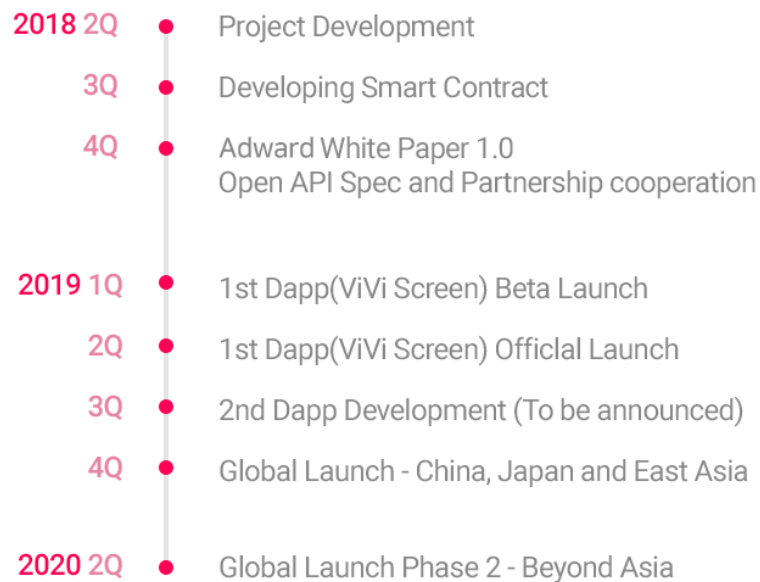 2018 2Q Project Development
3Q Developing Smart Contract
4Q Adward White Paper 1.0
Open API Spec and Partnership cooperation
2019 1Q 1st Dapp(ViVi Screen) Beta Launch
2Q 1st Dapp(ViVi Screen) Officlal Launch
3Q 2nd Dapp Development (To be announced)
4Q Global Launch - China, Japan and East Asia
2020 2Q Global Launch Phase 2 - Beyond Asia